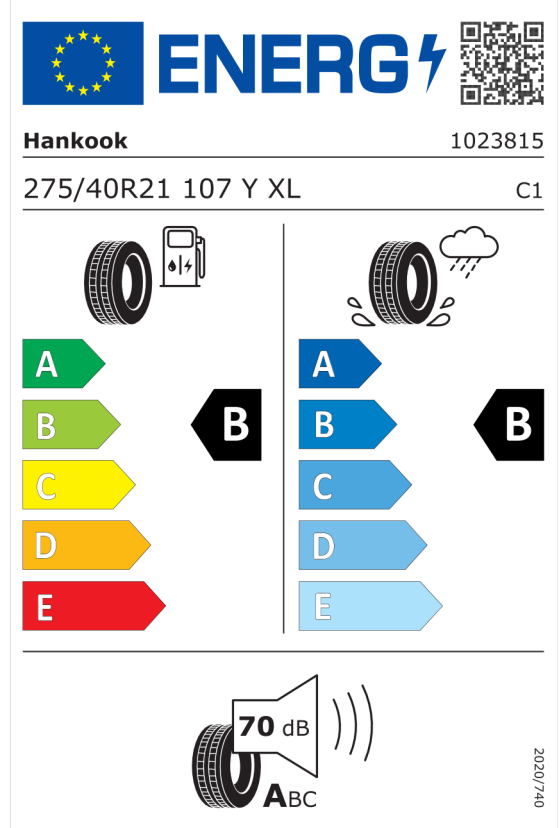 ENERG
Hankook 1023815
275/40R21 107 Y XL C1
A
B
C
D
E
B
A
B
C
D
E
B
70 dB
ABC
2020/740